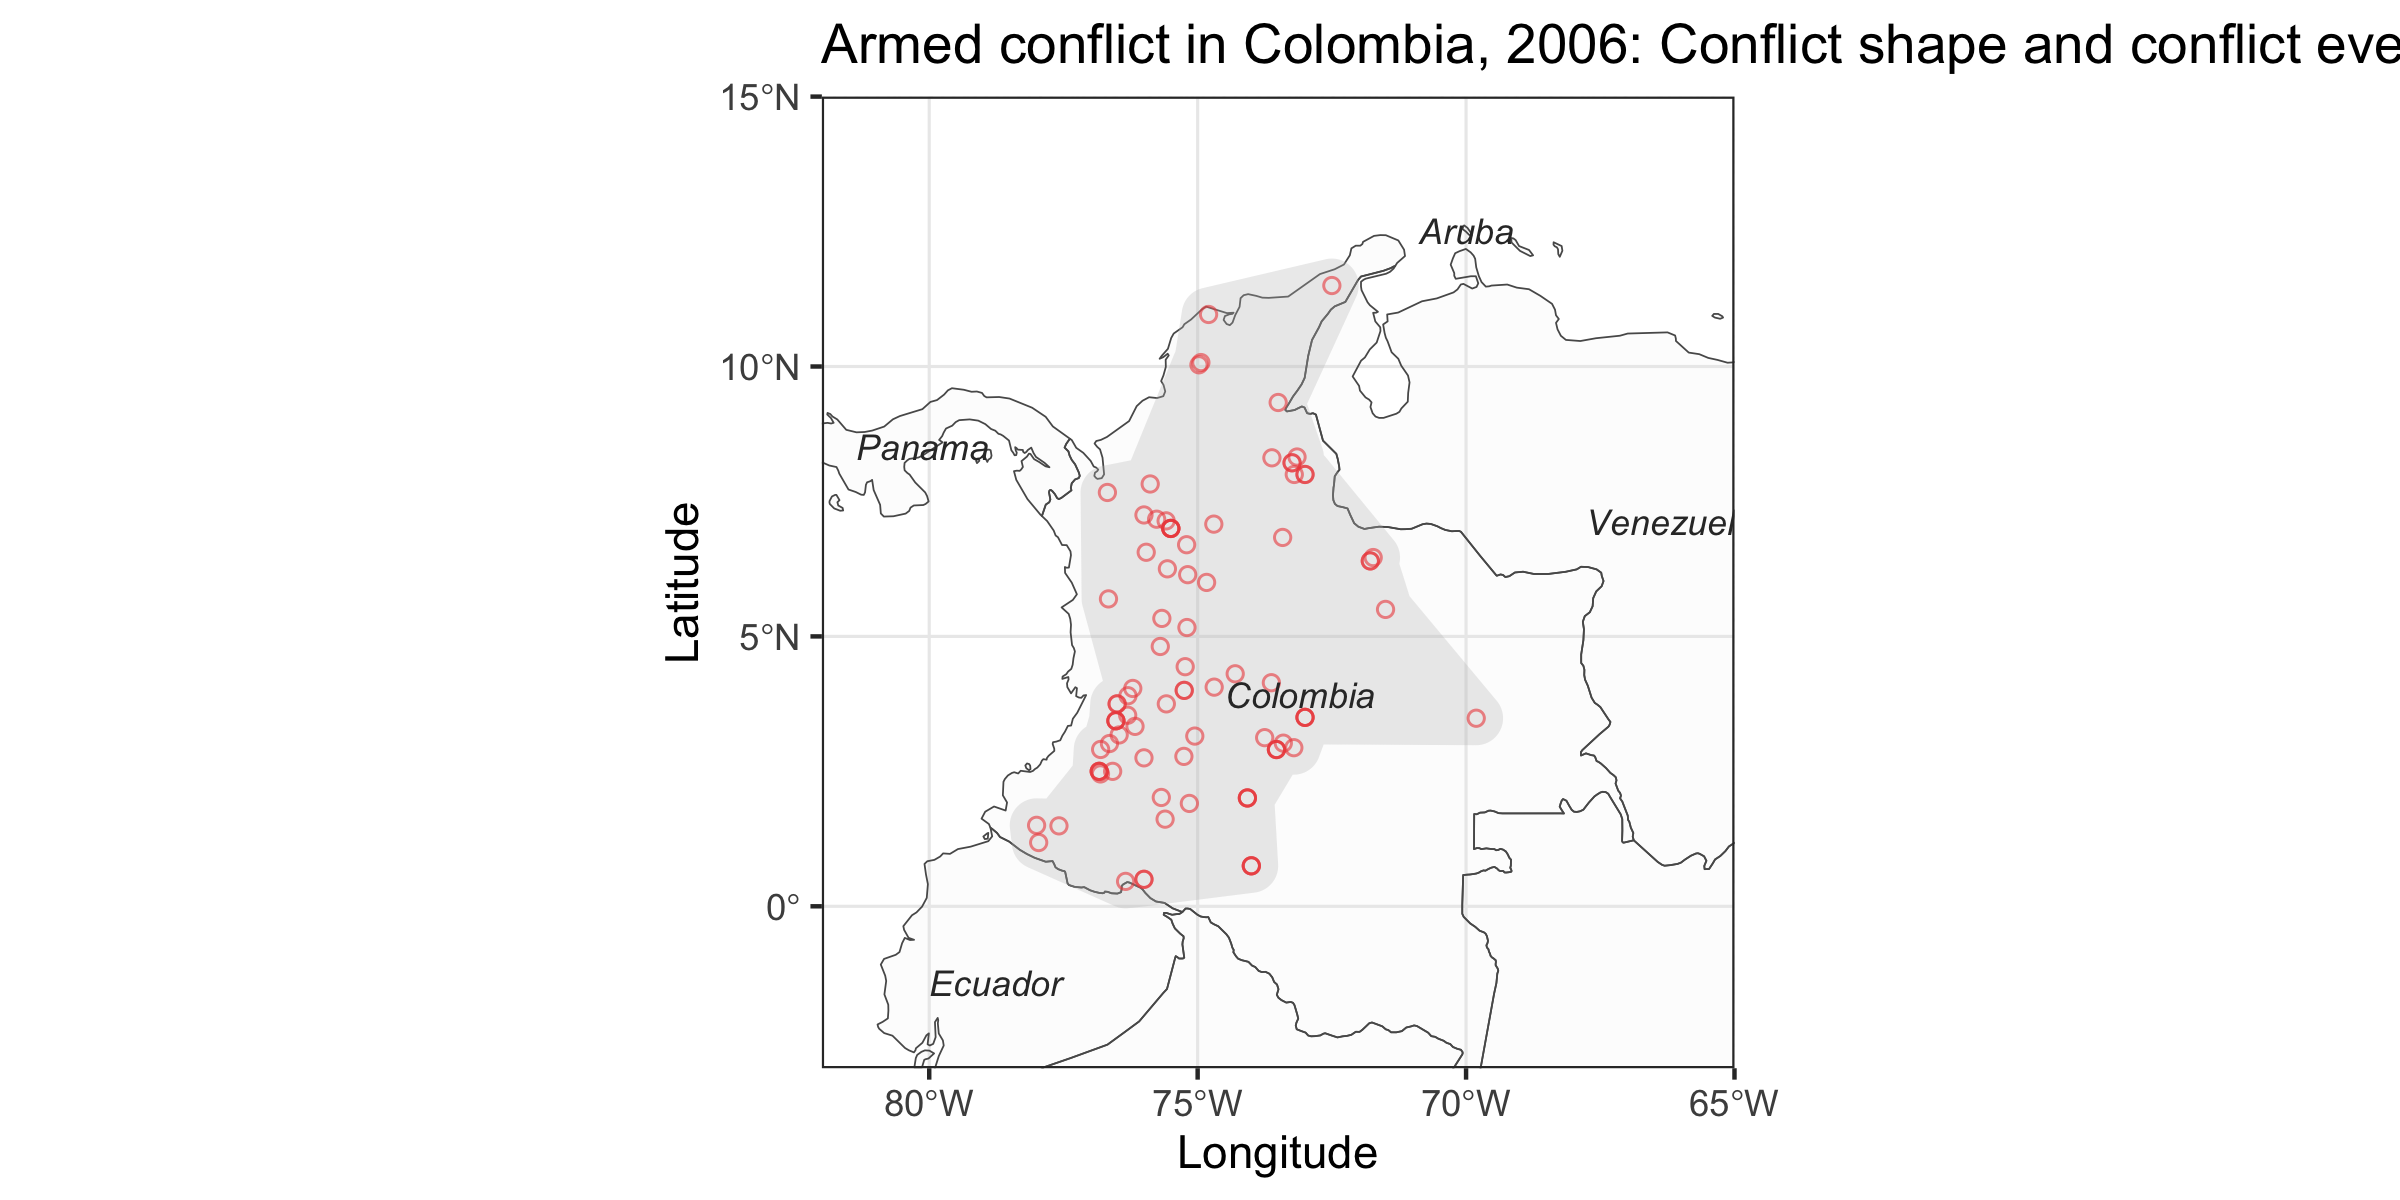 Armed conflict in Colombia, 2006: Conflict shape and conflict eve
15°N
Aruba
10°N
Panama
Venezuel
Latitude
5°N
Colombia
0°
Ecuador
80°W
75°W
70°W
65°W
Longitude